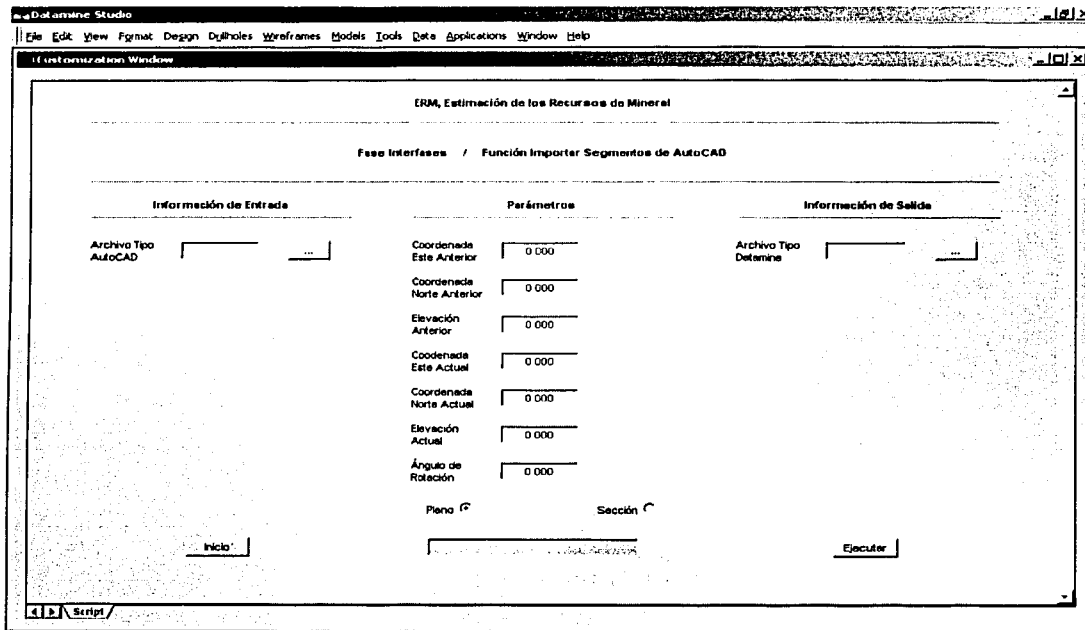 Datamine Studio
File Edit View Format Design Drillholes Wireframes Models Tools Data Applications Window Help
Customization Window
ERM, Estimación de los Recursos de Mineral
Fase Interfases / Función Importar Segmentos de AutoCAD
Información de Entrada
Parámetros
Información de Salida
Archivo Tipo
AutoCAD
...
Coordenada
Este Anterior
0.000
Archivo Tipo
Datamine
...
Coordenada
Norte Anterior
0.000
Elevación
Anterior
0.000
Coodenada
Este Actual
0.000
Coordenada
Norte Actual
0.000
Elevación
Actual
0.000
Ángulo de
Rotación
0.000
Plano
Sección
Inicio
Ejecutar
Script